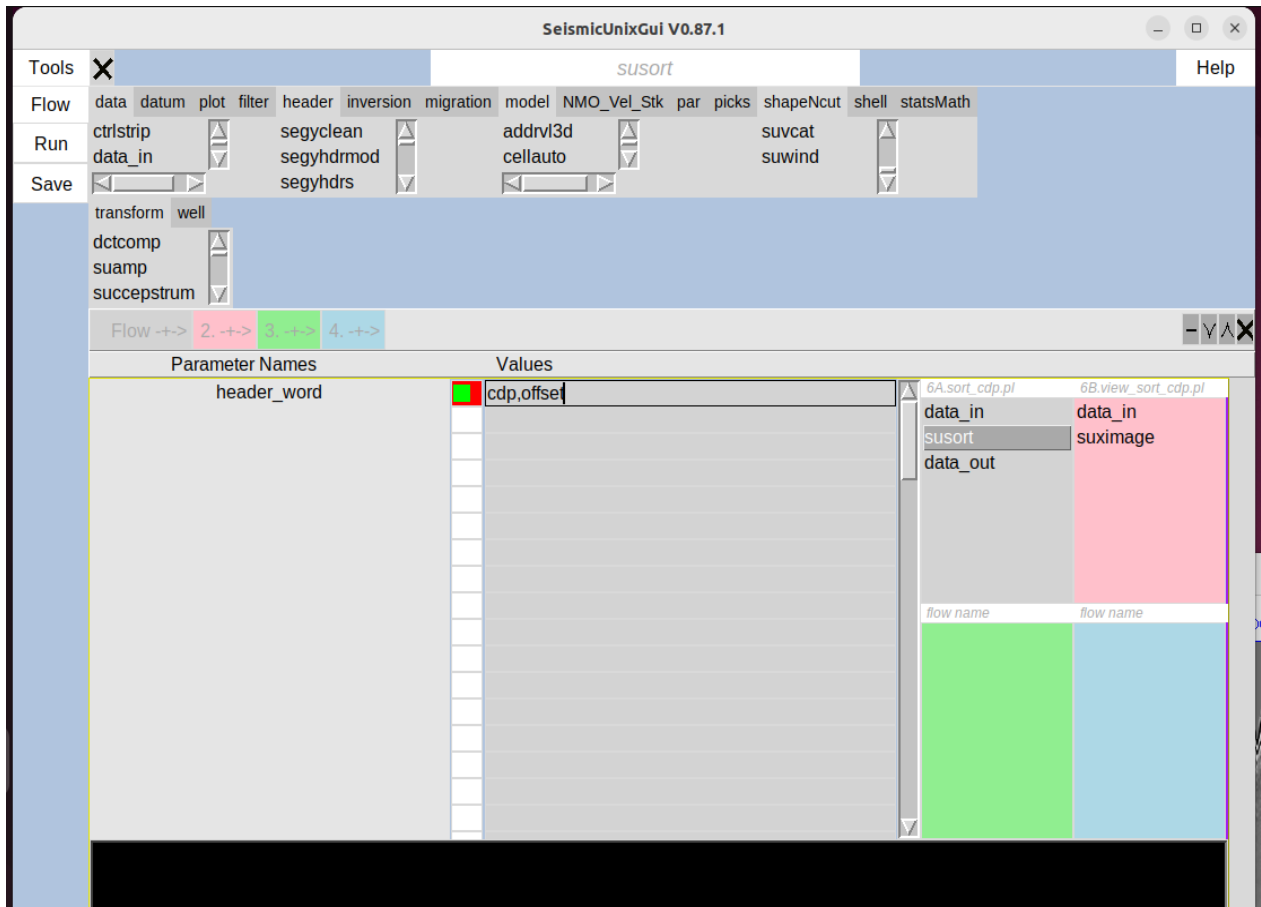 SeismicUnixGui V0.87.1
Tools susort Help
Flow data datum plot filter header inversion migration model NMO_Vel_Stk par picks shapeNcut shell statsMath
Run ctrlstrip segyclean addrvl3d suvcat
data_in segyhdrmod cellauto suwind
Save segyhdrs
transform well
dctcomp
suamp
succepstrum
Flow -+-> 2. -+-> 3. -+-> 4. -+->
Parameter Names Values
header_word cdp,offset 6A.sort_cdp.pl 6B.view_sort_cdp.pl
data_in data_in
susort suximage
data_out
flow name flow name